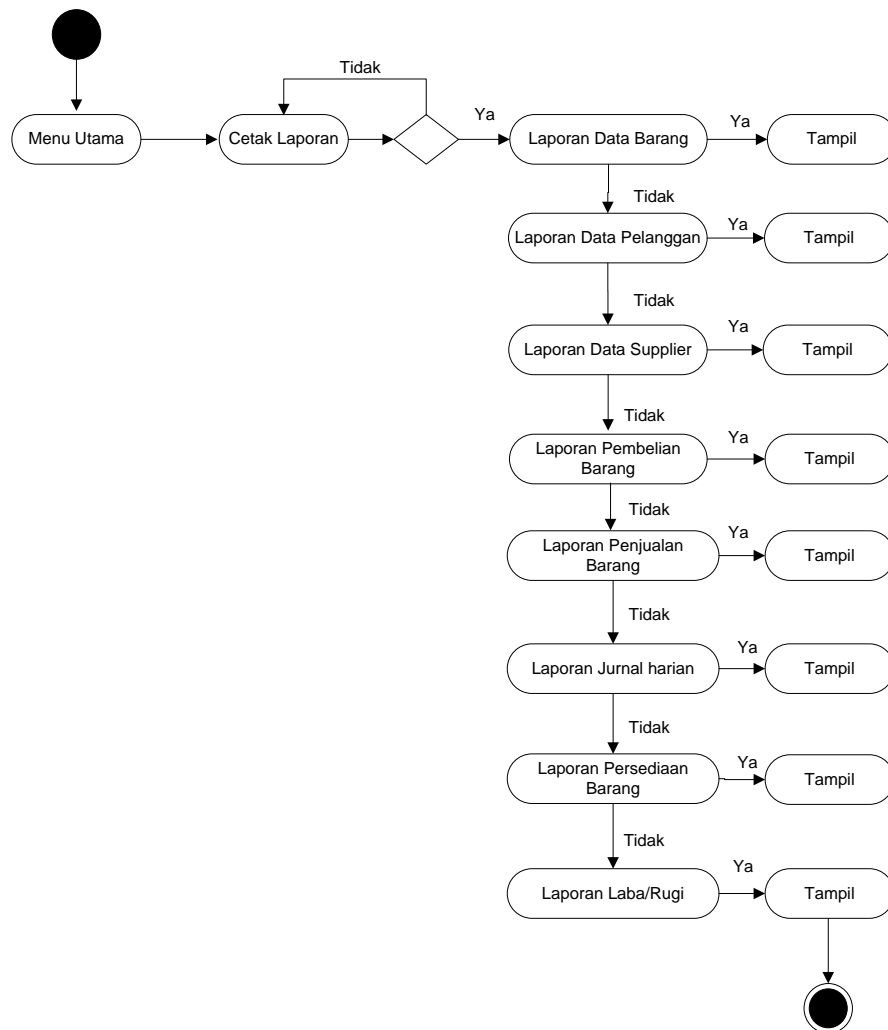 Tidak
Menu Utama
Cetak Laporan
Ya
Laporan Data Barang
Ya
Tampil
Tidak
Laporan Data Pelanggan
Ya
Tampil
Tidak
Laporan Data Supplier
Ya
Tampil
Tidak
Laporan Pembelian
Barang
Ya
Tampil
Tidak
Laporan Penjualan
Barang
Ya
Tampil
Tidak
Laporan Jurnal harian
Ya
Tampil
Tidak
Laporan Persediaan
Barang
Ya
Tampil
Tidak
Laporan Laba/Rugi
Ya
Tampil